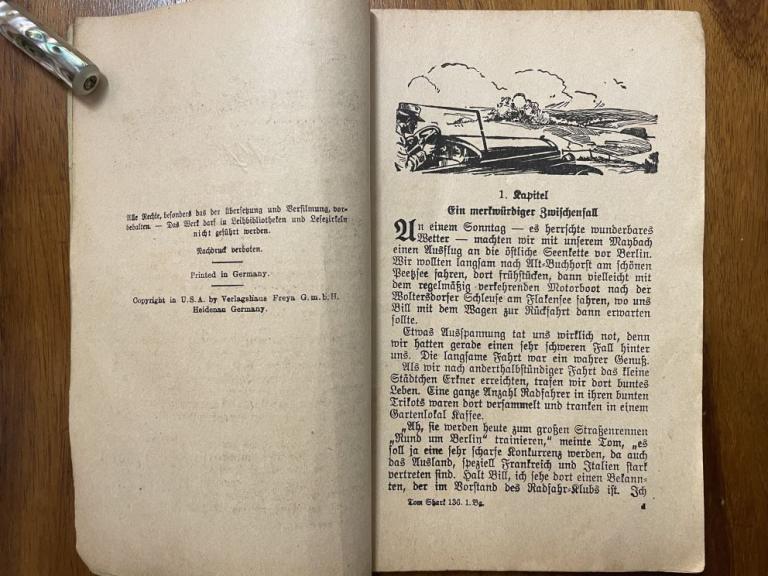 Alle Rechte, besonders das der Übersetzung und Verfilmung, vor-
behalten. — Das Werk darf in Leihbibliotheken und Lesezirkeln
nicht geführt werden.
Nachdruck verboten.
Printed in Germany.
Copyright in U.S.A. by Verlagshaus Freya G.m.b.H.
Heidenau Germany.
1. Kapitel
Ein merkwürdiger Zwischenfall
An einem Sonntag — es herrschte wunderbares
Wetter — machten wir mit unserem Maybach
einen Ausflug an die östliche Seenkette vor Berlin.
Wir wollten langsam nach Alt-Buchhorst am schönen
Peetzsee fahren, dort frühstücken, dann vielleicht mit
dem regelmäßig verkehrenden Motorboot nach der
Woltersdorfer Schleuse am Flakensee fahren, wo uns
Bill mit dem Wagen zur Rückfahrt dann erwarten
sollte.
Etwas Ausspannung tat uns wirklich not, denn
wir hatten gerade einen sehr schweren Fall hinter
uns. Die langsame Fahrt war ein wahrer Genuß.
Als wir nach anderthalbstündiger Fahrt das kleine
Städtchen Erkner erreichten, trafen wir dort buntes
Leben. Eine ganze Anzahl Radfahrer in ihren bunten
Trikots waren dort versammelt und tranken in einem
Gartenlokal Kaffee.
„Ah, sie werden heute zum großen Straßenrennen
„Rund um Berlin“ trainieren,“ meinte Tom, „es
soll ja eine sehr scharfe Konkurrenz werden, da auch
das Ausland, speziell Frankreich und Italien stark
vertreten sind. Halt Bill, ich sehe dort einen Bekann-
ten, der im Vorstand des Radfahr-Klubs ist. Ich
Tom Shark 136. 1. Bg.
d